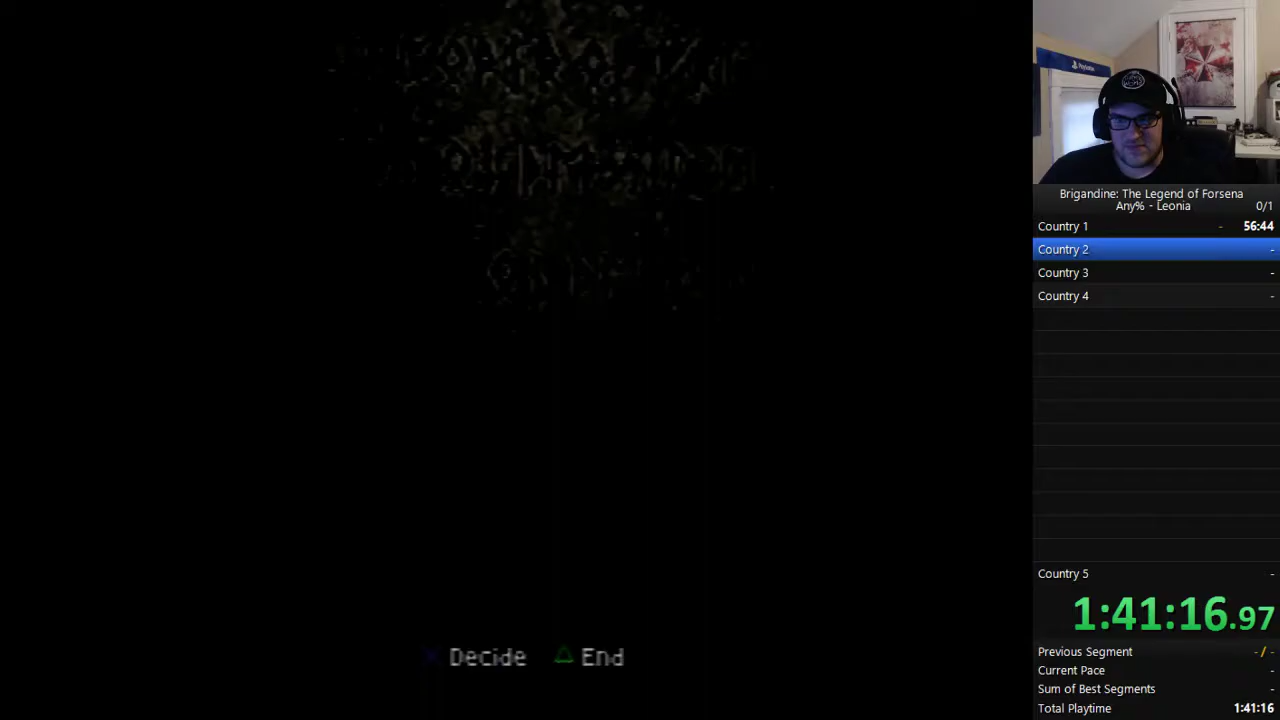 Decide End
PlayStation
Brigandine: The Legend of Forsena
Any% - Leonia 0/1
Country 1 - 56:44
Country 2 -
Country 3 -
Country 4 -
Country 5 -
1:41:16.97
Previous Segment - / -
Current Pace -
Sum of Best Segments -
Total Playtime 1:41:16